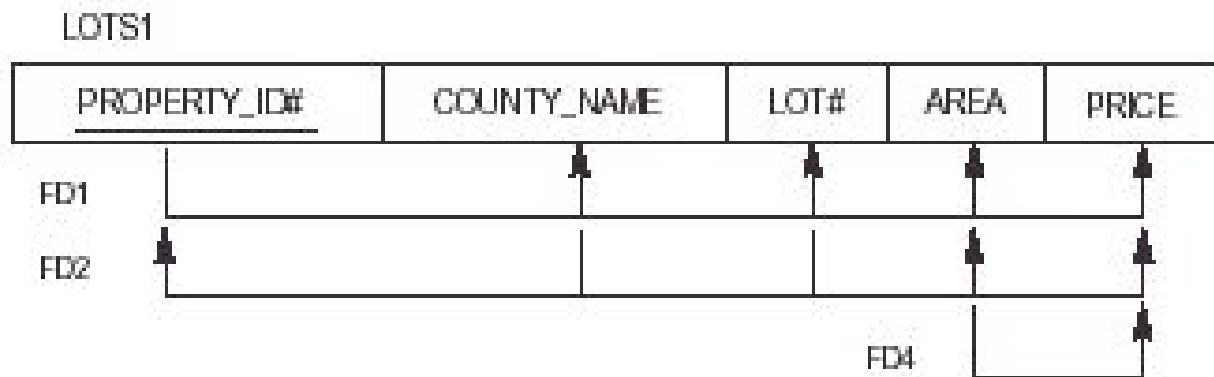 LOTS1
PROPERTY_ID# COUNTY_NAME LOT# AREA PRICE
FD1
FD2
FD4